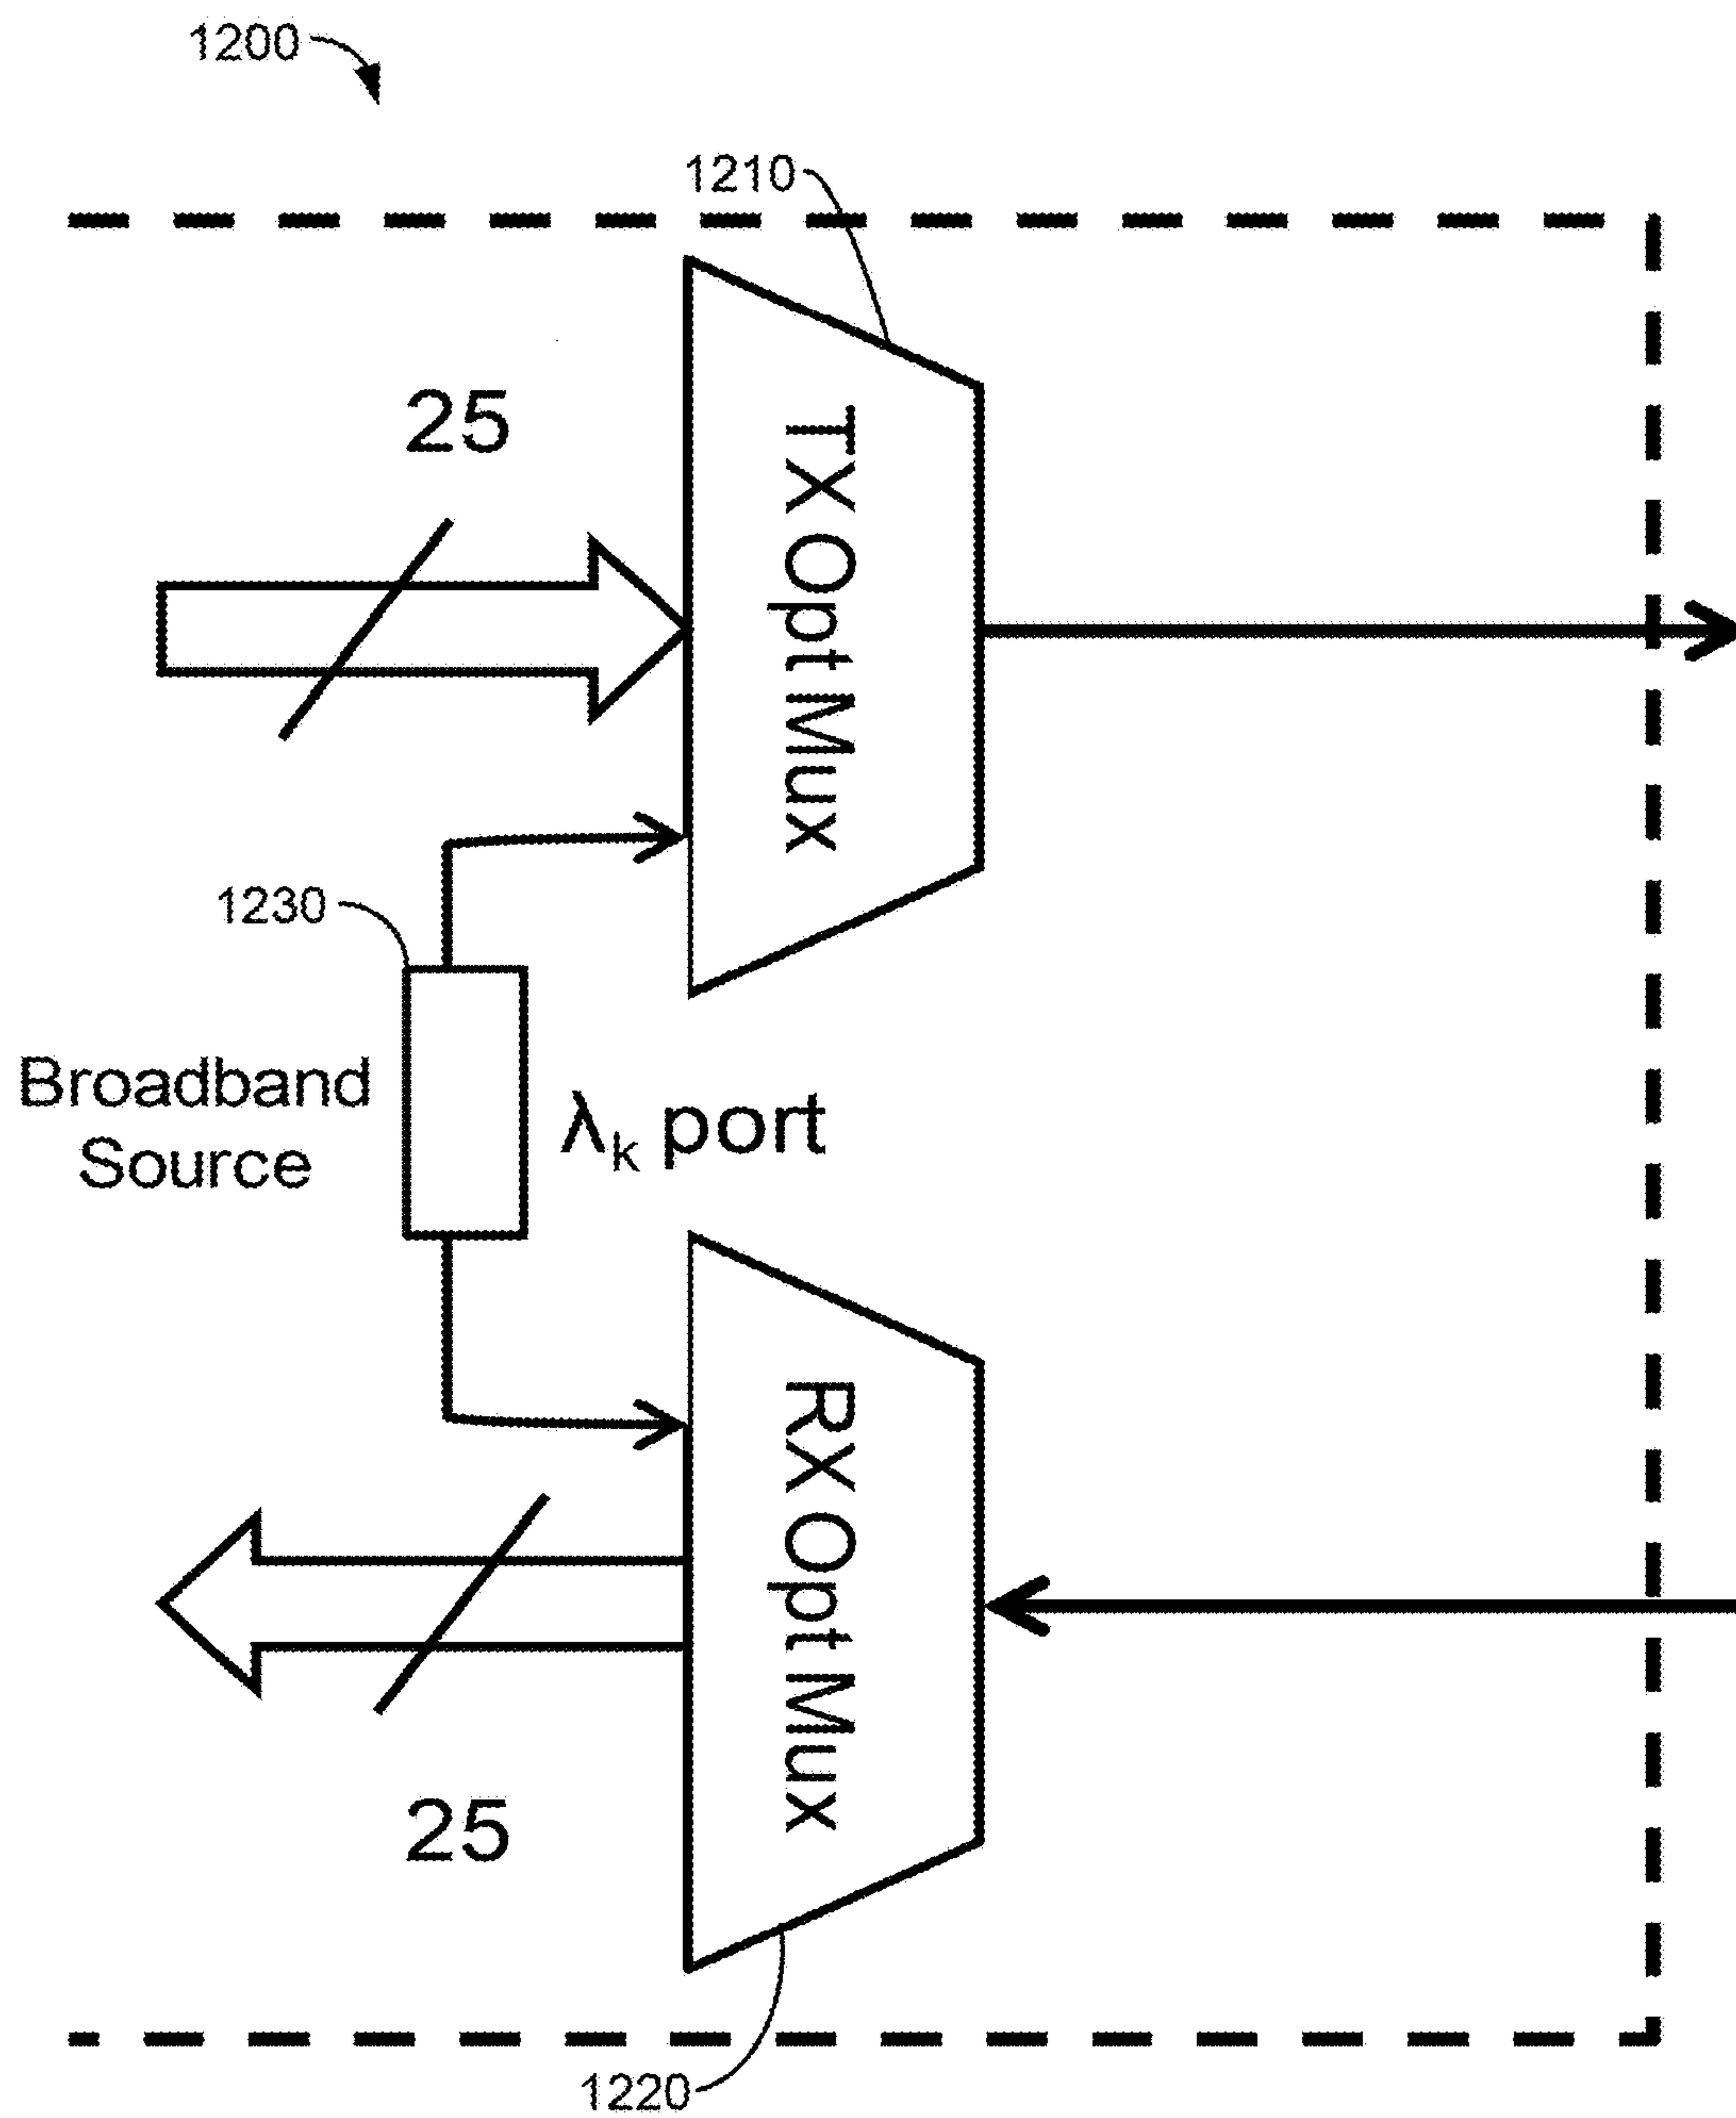 1200
1210
25
TX Opt Mux
1230
Broadband
Source
λk port
RX Opt Mux
25
1220